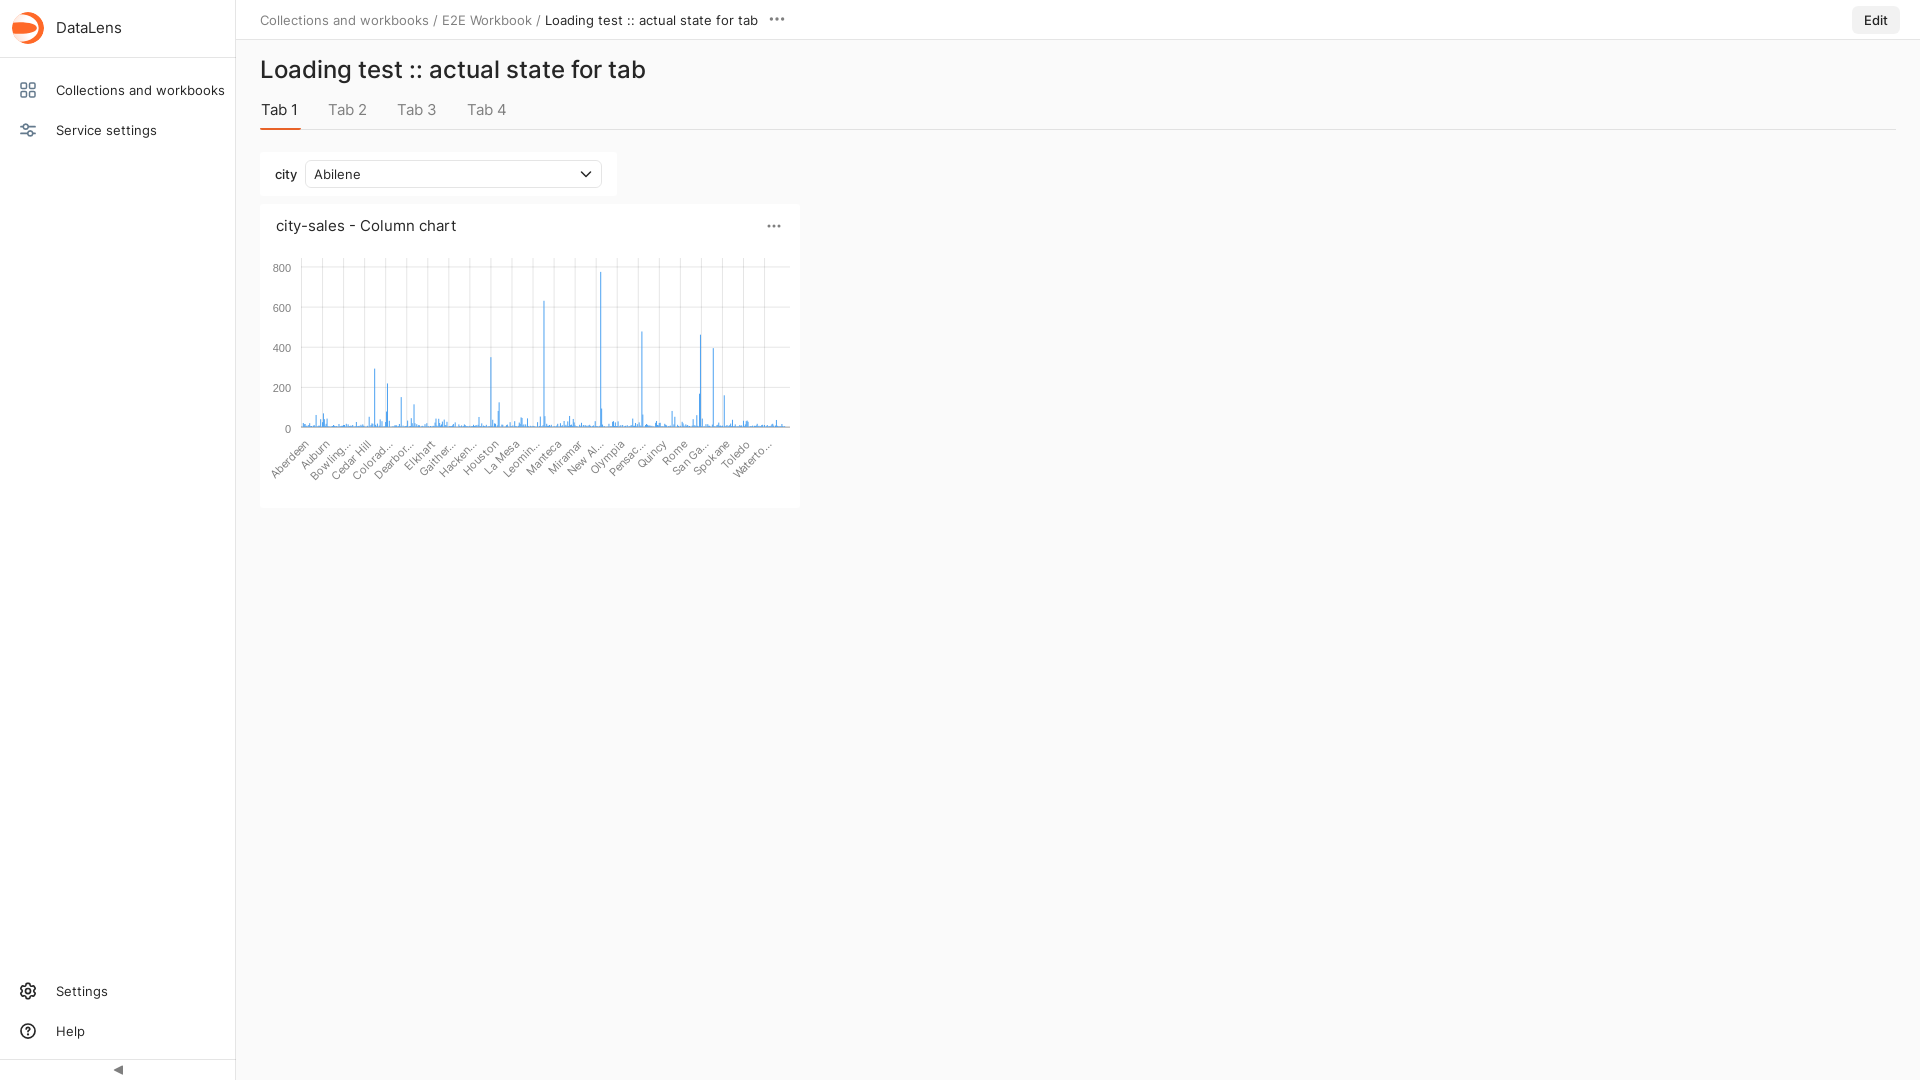 DataLens
Collections and workbooks
Service settings
Settings
Help
Collections and workbooks / E2E Workbook / Loading test :: actual state for tab
Edit
Loading test :: actual state for tab
Tab 1 Tab 2 Tab 3 Tab 4
city Abilene
city-sales - Column chart
800
600
400
200
0
Aberdeen Auburn Bowling... Cedar Hill Colorad... Dearbor... Elkhart Gaither... Hacken... Houston La Mesa Leomin... Manteca Miramar New Al... Olympia Pensac... Quincy Rome San Ga... Spokane Toledo Waterto...